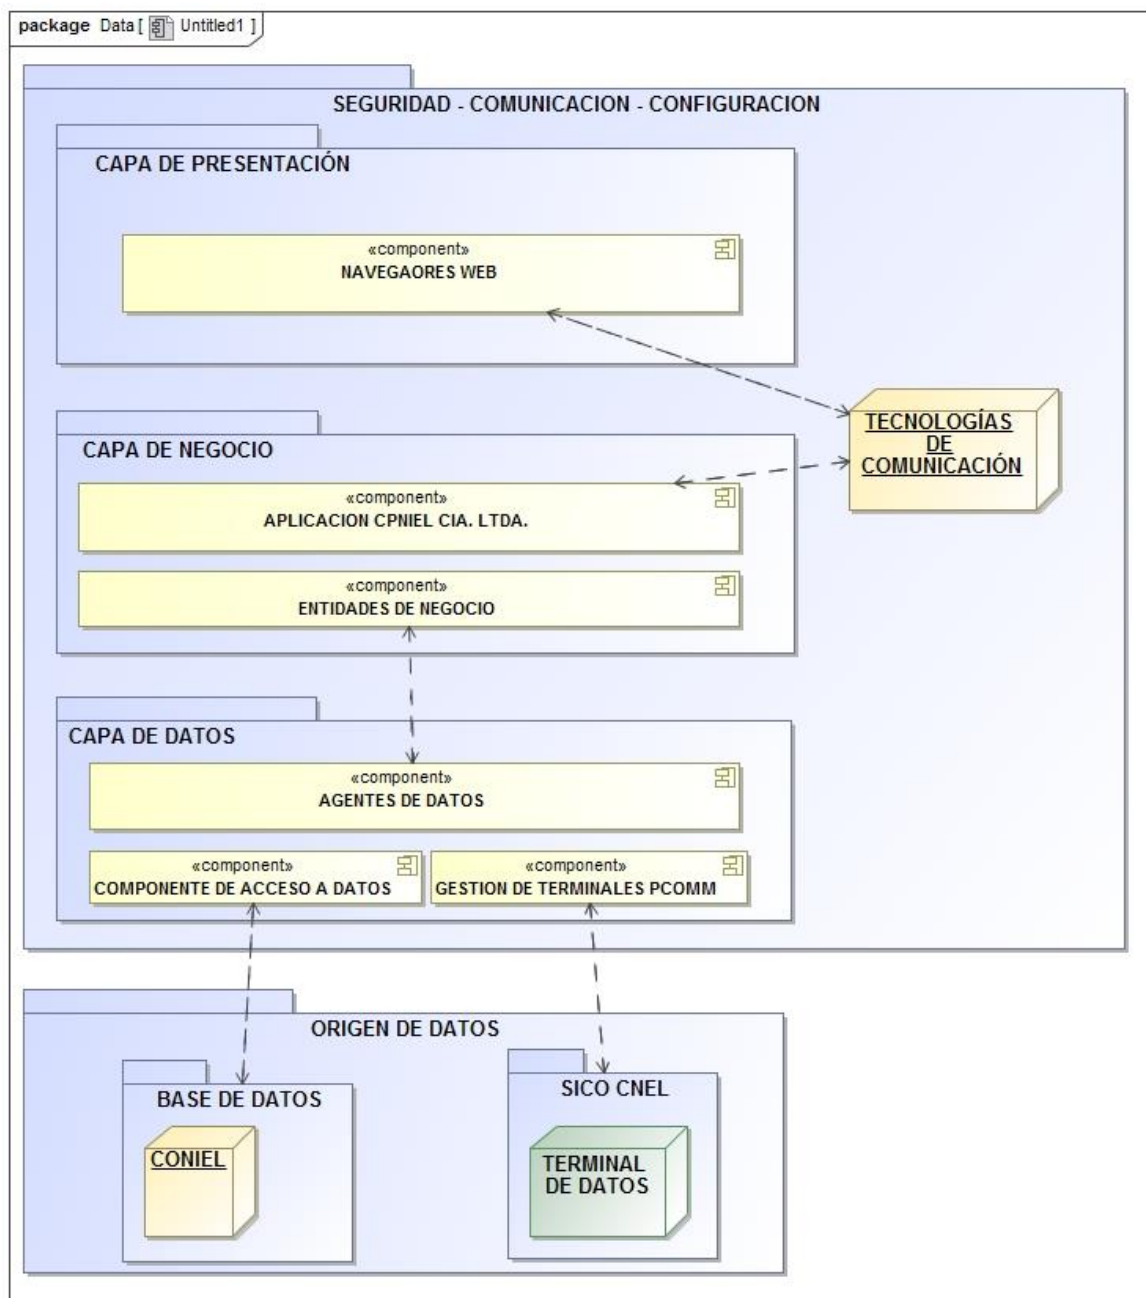 package Data [ Untitled1 ]
SEGURIDAD - COMUNICACION - CONFIGURACION
CAPA DE PRESENTACIÓN
«component»
NAVEGAORES WEB
TECNOLOGÍAS
DE
COMUNICACIÓN
CAPA DE NEGOCIO
«component»
APLICACION CPNIEL CIA. LTDA.
«component»
ENTIDADES DE NEGOCIO
CAPA DE DATOS
«component»
AGENTES DE DATOS
«component»
COMPONENTE DE ACCESO A DATOS
«component»
GESTION DE TERMINALES PCOMM
ORIGEN DE DATOS
BASE DE DATOS
CONIEL
SICO CNEL
TERMINAL
DE DATOS